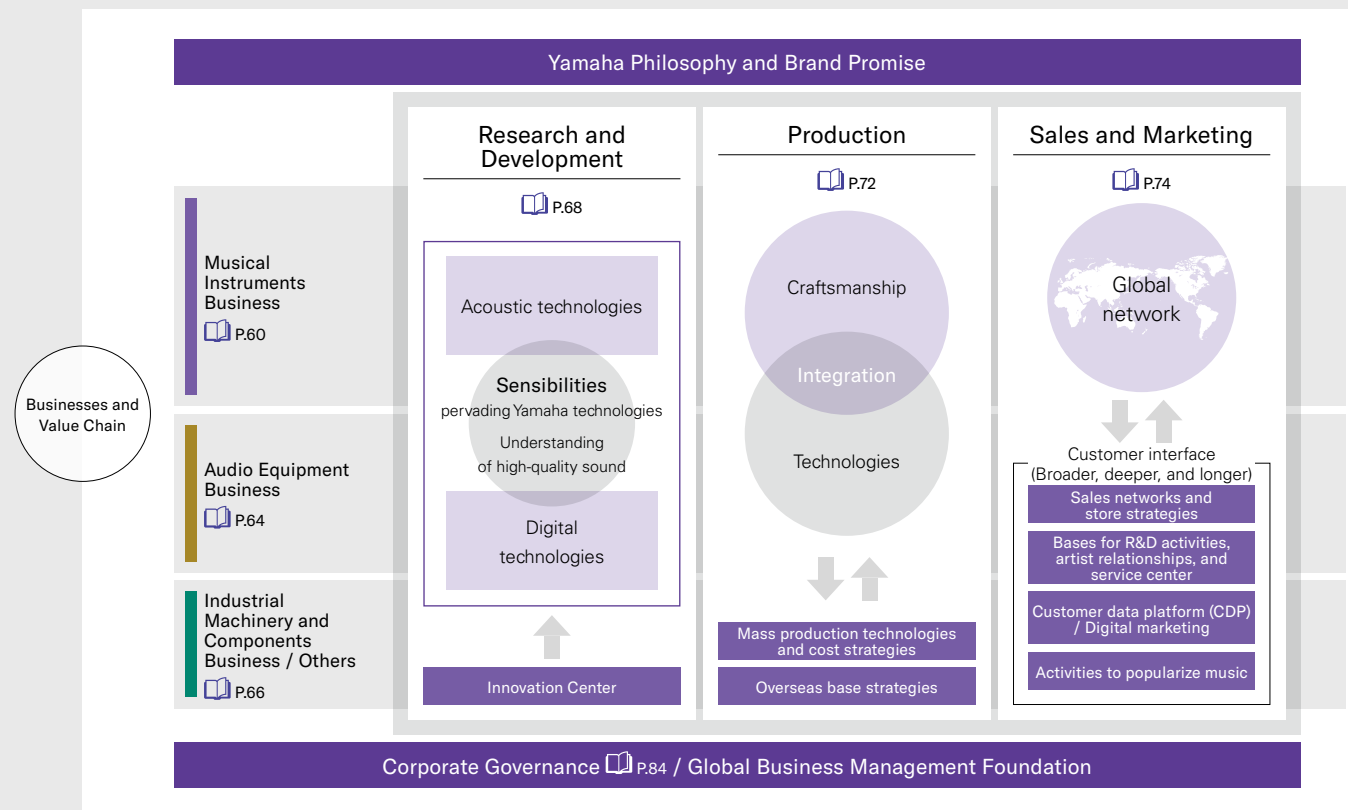 Yamaha Philosophy and Brand Promise
Businesses and
Value Chain
Musical
Instruments
Business
P.60
Audio Equipment
Business
P.64
Industrial
Machinery and
Components
Business / Others
P.66
Research and
Development
P.68
Acoustic technologies
Sensibilities
pervading Yamaha technologies
Understanding
of high-quality sound
Digital
technologies
Innovation Center
Production
P.72
Craftsmanship
Integration
Technologies
Mass production technologies
and cost strategies
Overseas base strategies
Sales and Marketing
P.74
Global
network
Customer interface
(Broader, deeper, and longer)
Sales networks and
store strategies
Bases for R&D activities,
artist relationships, and
service center
Customer data platform (CDP)
/ Digital marketing
Activities to popularize music
Corporate Governance P.84 / Global Business Management Foundation